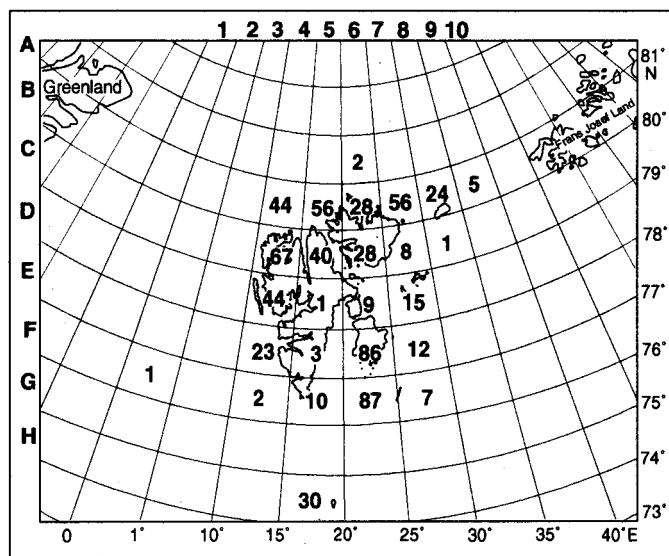 1 2 3 4 5 6 7 8 9 10
A
81°
N
B
Greenland
80°
C
Frans Josef Land
79°
2
5
24
D
44 56 28 56
78°
1
67 40 28 8
E
77°
44 1 9 15
F
76°
23 3 86 12
1
G
75°
2 10 87 7
H
74°
30
73°
0 1° 10° 15° 20° 25° 30° 35° 40°E